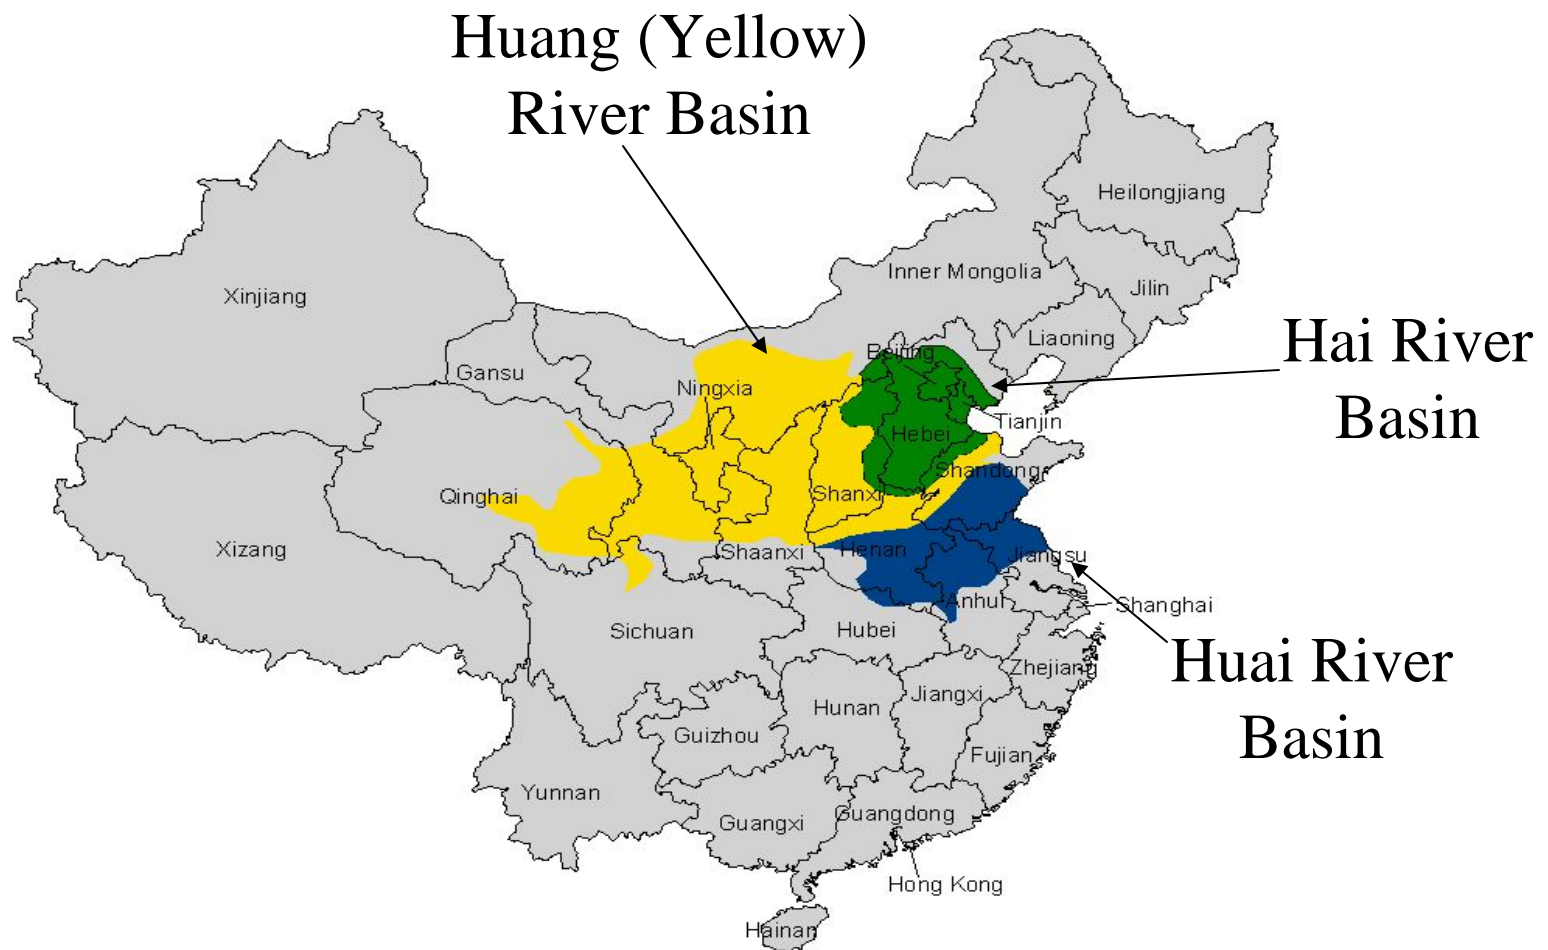 Huang (Yellow)
River Basin
Heilongjiang
Inner Mongolia
Jilin
Xinjiang
Liaoning
Hai River
Basin
Beijing
Gansu
Ningxia
Tianjin
Hebei
Shandong
Qinghai
Shanxi
Xizang
Shaanxi
Henan
Jiangsu
Anhui
Shanghai
Sichuan
Hubei
Huai River
Basin
Zhejiang
Jiangxi
Hunan
Guizhou
Fujian
Yunnan
Guangxi
Guangdong
Hong Kong
Hainan